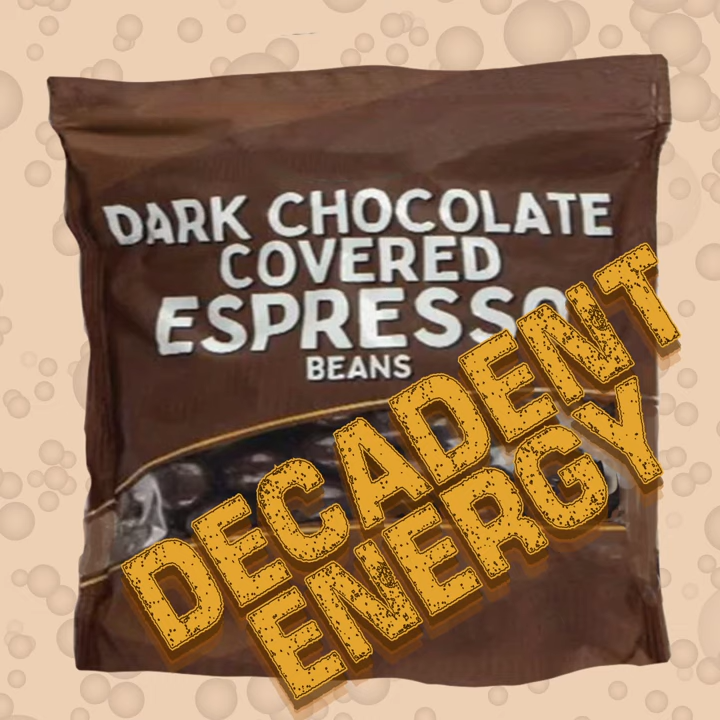 DARK CHOCOLATE
COVERED
ESPRESSO
BEANS
DECADENT
ENERGY